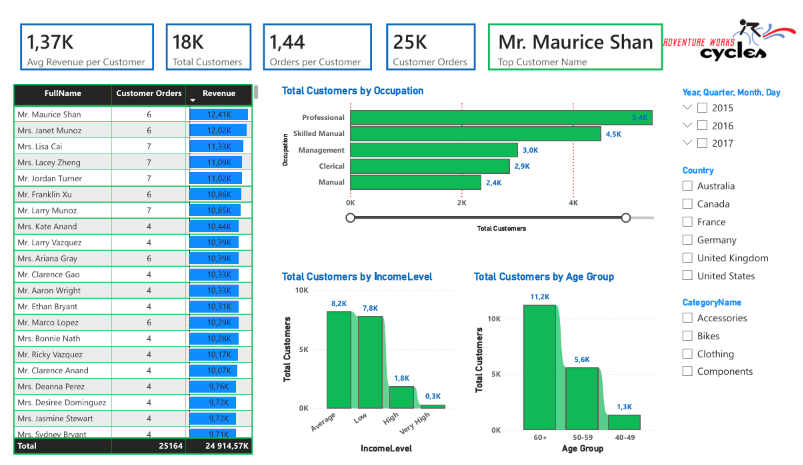 1,37K
Avg Revenue per Customer
18K
Total Customers
1,44
Orders per Customer
25K
Customer Orders
Mr. Maurice Shan
Top Customer Name
ADVENTURE WORKS
cycles
FullName Customer Orders Revenue
Mr. Maurice Shan 6 12,41K
Mrs. Janet Munoz 6 12,02K
Mrs. Lisa Cai 7 11,33K
Mrs. Lacey Zheng 7 11,09K
Mr. Jordan Turner 7 11,02K
Mr. Franklin Xu 6 10,86K
Mr. Larry Munoz 7 10,85K
Mrs. Kate Anand 4 10,44K
Mr. Larry Vazquez 4 10,39K
Mrs. Ariana Gray 6 10,39K
Mr. Clarence Gao 4 10,33K
Mr. Aaron Wright 4 10,33K
Mr. Ethan Bryant 4 10,31K
Mr. Marco Lopez 6 10,29K
Mrs. Bonnie Nath 4 10,28K
Mr. Ricky Vazquez 4 10,17K
Mr. Clarence Anand 4 10,07K
Mrs. Deanna Perez 4 9,76K
Mrs. Desiree Dominguez 4 9,72K
Mrs. Jasmine Stewart 4 9,72K
Mrs. Sydney Bryant 4 9,71K
Total 25164 24 914,57K
Total Customers by Occupation
Occupation
Professional 5,4K
Skilled Manual 4,5K
Management 3,0K
Clerical 2,9K
Manual 2,4K
0K 2K 4K
Total Customers
Total Customers by IncomeLevel
Total Customers
10K
5K
0K
8,2K
7,8K
1,8K
0,3K
Average Low High Very High
IncomeLevel
Total Customers by Age Group
Total Customers
10K
5K
0K
11,2K
5,6K
1,3K
60+ 50-59 40-49
Age Group
Year, Quarter, Month, Day
2015
2016
2017
Country
Australia
Canada
France
Germany
United Kingdom
United States
CategoryName
Accessories
Bikes
Clothing
Components